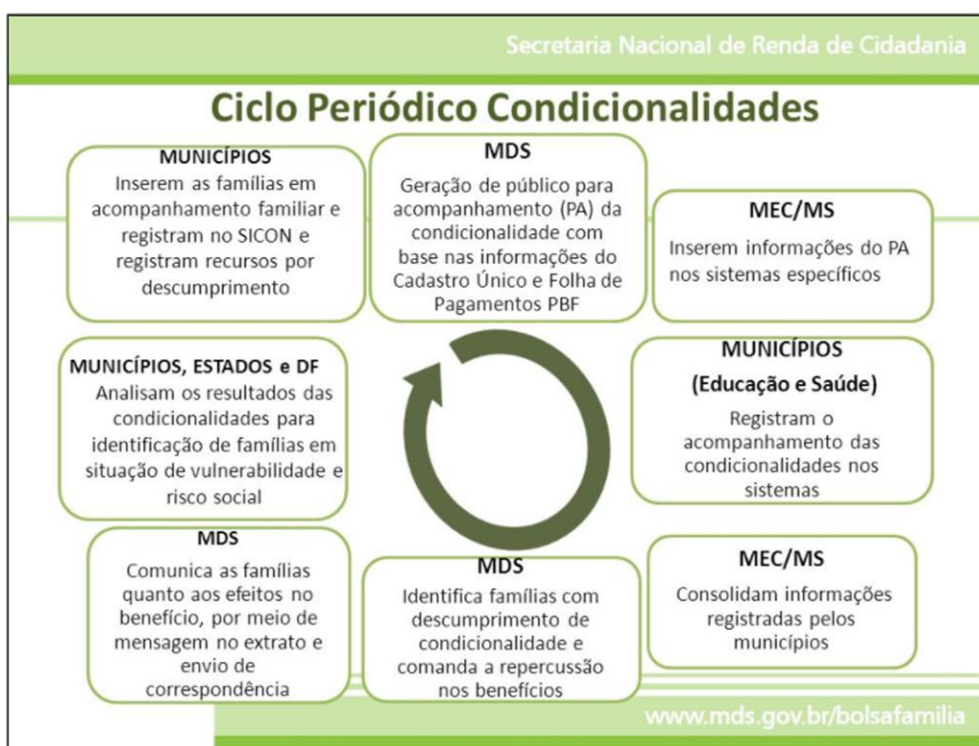 Secretaria Nacional de Renda de Cidadania
Ciclo Periódico Condicionalidades
MUNICÍPIOS
Inserem as famílias em
acompanhamento familiar e
registram no SICON e
registram recursos por
descumprimento
MDS
Geração de público para
acompanhamento (PA) da
condicionalidade com
base nas informações do
Cadastro Único e Folha de
Pagamentos PBF
MEC/MS
Inserem informações do PA
nos sistemas específicos
MUNICÍPIOS, ESTADOS e DF
Analisam os resultados das
condicionalidades para
identificação de famílias em
situação de vulnerabilidade e
risco social
MUNICÍPIOS
(Educação e Saúde)
Registram o
acompanhamento das
condicionalidades nos
sistemas
MDS
Comunica as famílias
quanto aos efeitos no
benefício, por meio de
mensagem no extrato e
envio de
correspondência
MDS
Identifica famílias com
descumprimento de
condicionalidade e
comanda a repercussão
nos benefícios
MEC/MS
Consolidam informações
registradas pelos
municípios
www.mds.gov.br/bolsafamilia